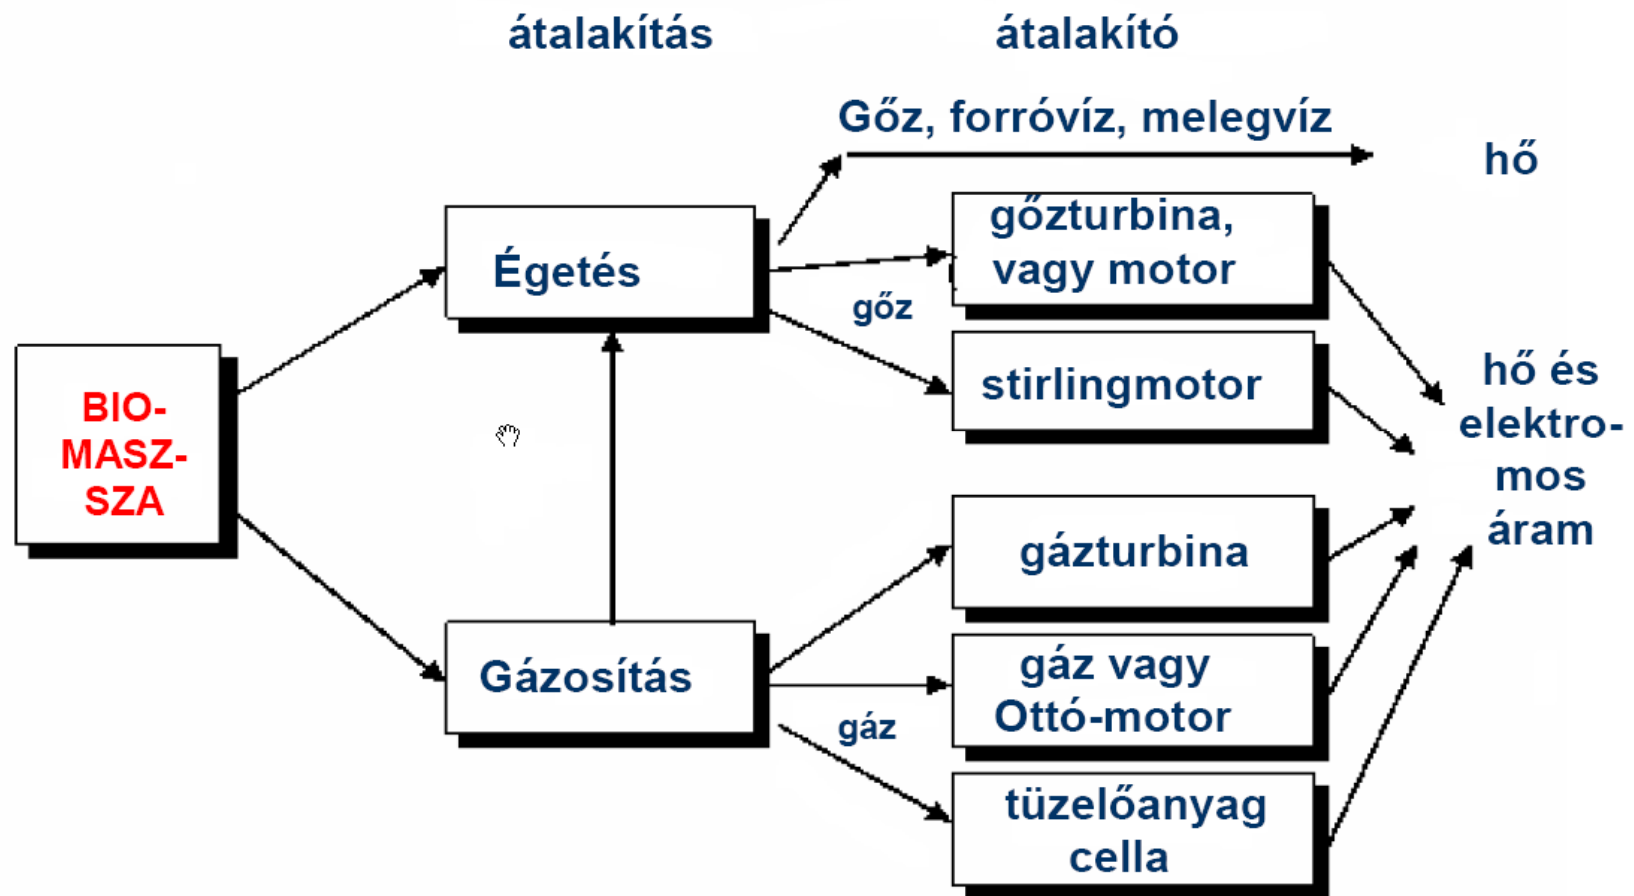 átalakítás
átalakító
Gőz, forróvíz, melegvíz
hő
BIO-
MASZ-
SZA
Égetés
gőz
gőzturbina,
vagy motor
stirlingmotor
Gázosítás
gáz
gázturbina
gáz vagy
Ottó-motor
tüzelőanyag
cella
hő és
elektro-
mos
áram